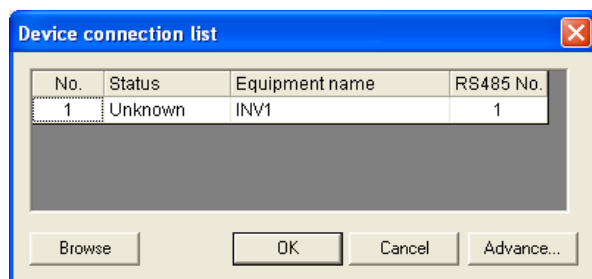 Device connection list
No. Status Equipment name RS485 No.
1 Unknown INV1 1
Browse OK Cancel Advance...